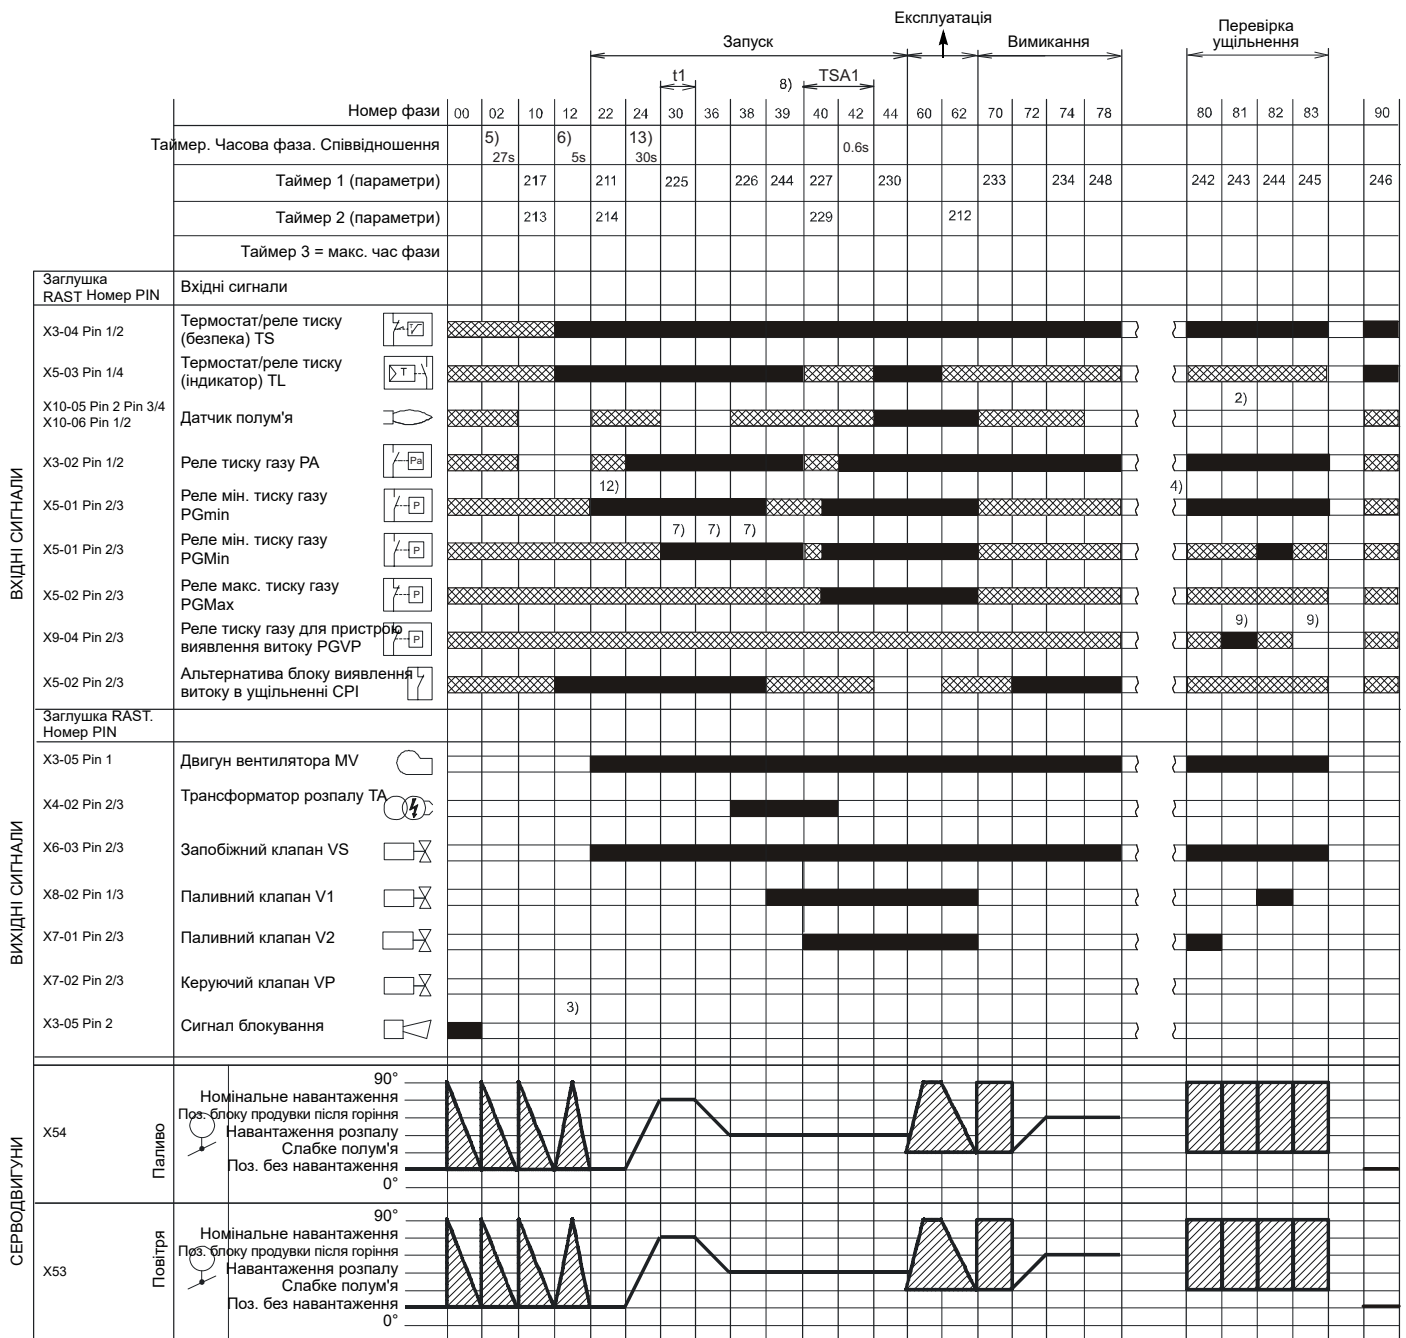 Експлуатація
Запуск
Вимикання
Перевірка
ущільнення
t1
8)
TSA1
Номер фази 00 02 10 12 22 24 30 36 38 39 40 42 44 60 62 70 72 74 78 80 81 82 83 90
Таймер. Часова фаза. Співвідношення 5) 27s 6) 5s 13) 30s 0.6s
Таймер 1 (параметри) 217 211 225 226 244 227 230 233 234 248 242 243 244 245 246
Таймер 2 (параметри) 213 214 229 212
Таймер 3 = макс. час фази
Заглушка
RAST Номер PIN
Вхідні сигнали
ВХІДНІ СИГНАЛИ
X3-04 Pin 1/2
Термостат/реле тиску
(безпека) TS
X5-03 Pin 1/4
Термостат/реле тиску
(індикатор) TL
T
2)
X10-05 Pin 2 Pin 3/4
X10-06 Pin 1/2
Датчик полум'я
X3-02 Pin 1/2
Реле тиску газу PA
Pa
12)
4)
X5-01 Pin 2/3
Реле мін. тиску газу
PGmin
P
7) 7) 7)
X5-01 Pin 2/3
Реле мін. тиску газу
PGMin
P
X5-02 Pin 2/3
Реле макс. тиску газу
PGMax
P
9) 9)
X9-04 Pin 2/3
Реле тиску газу для пристрою
виявлення витоку PGVP
P
X5-02 Pin 2/3
Альтернатива блоку виявлення
витоку в ущільненні CPI
Заглушка RAST.
Номер PIN
ВИХІДНІ СИГНАЛИ
X3-05 Pin 1
Двигун вентилятора MV
X4-02 Pin 2/3
Трансформатор розпалу TA
X6-03 Pin 2/3
Запобіжний клапан VS
X8-02 Pin 1/3
Паливний клапан V1
X7-01 Pin 2/3
Паливний клапан V2
X7-02 Pin 2/3
Керуючий клапан VP
3)
X3-05 Pin 2
Сигнал блокування
СЕРВОДВИГУНИ
X54
Паливо
90°
Номінальне навантаження
Поз. блоку продувки після горіння
Навантаження розпалу
Слабке полум'я
Поз. без навантаження
0°
X53
Повітря
90°
Номінальне навантаження
Поз. блоку продувки після горіння
Навантаження розпалу
Слабке полум'я
Поз. без навантаження
0°